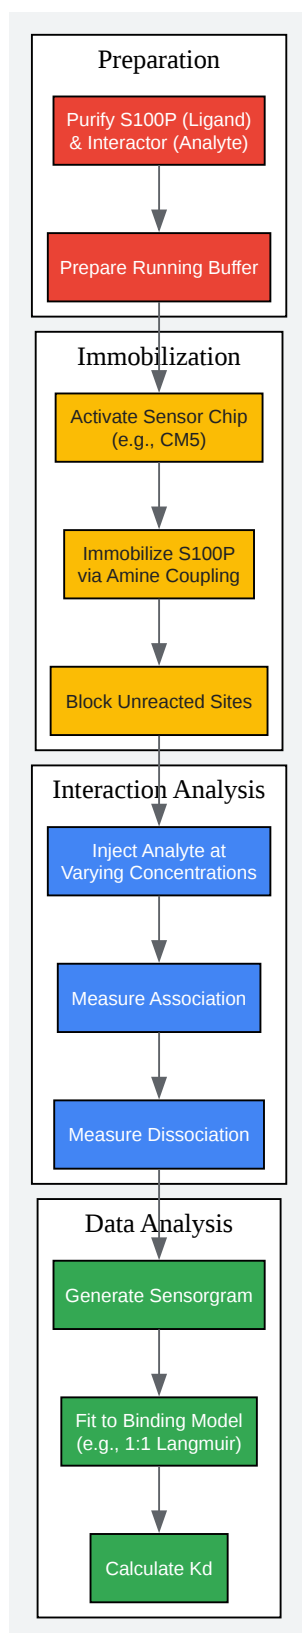 Preparation
Purify S100P (Ligand)
& Interactor (Analyte)
Prepare Running Buffer
Immobilization
Activate Sensor Chip
(e.g., CM5)
Immobilize S100P
via Amine Coupling
Block Unreacted Sites
Interaction Analysis
Inject Analyte at
Varying Concentrations
Measure Association
Measure Dissociation
Data Analysis
Generate Sensorgram
Fit to Binding Model
(e.g., 1:1 Langmuir)
Calculate Kd